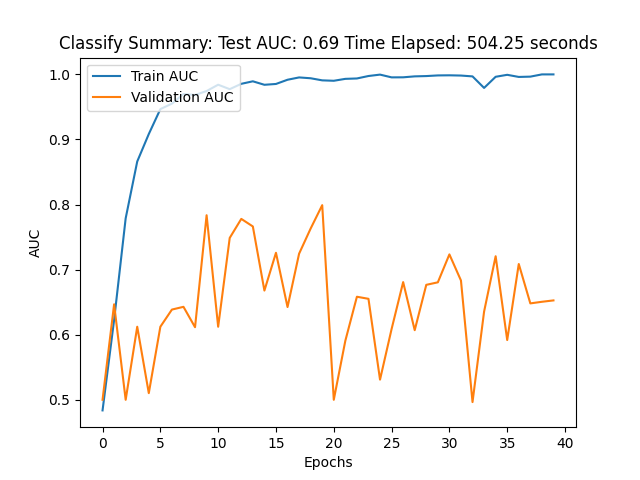 Classify Summary: Test AUC: 0.69 Time Elapsed: 504.25 seconds
Train AUC
Validation AUC
1.0
0.9
0.8
0.7
0.6
0.5
AUC
0 5 10 15 20 25 30 35 40
Epochs